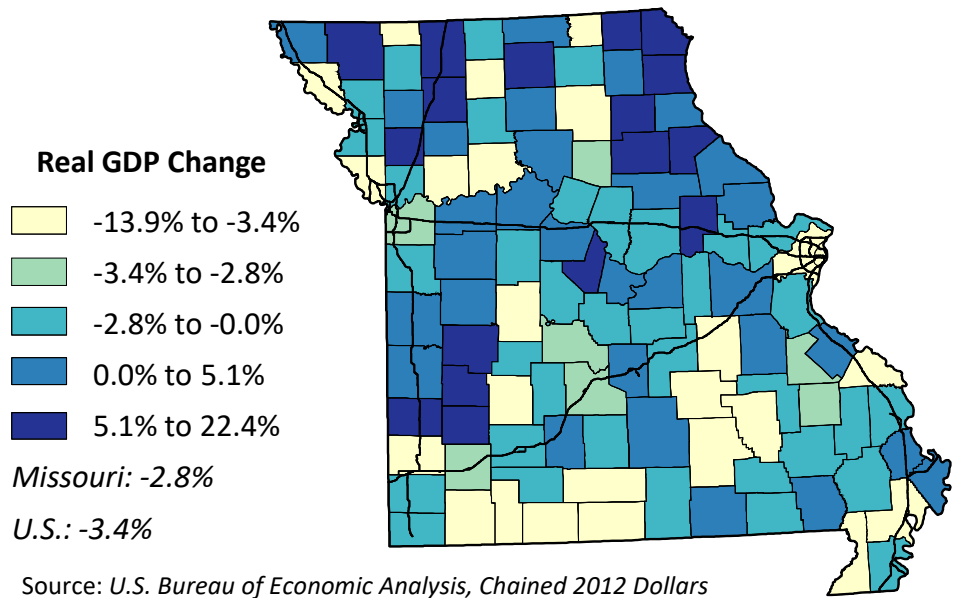 Real GDP Change
-13.9% to -3.4%
-3.4% to -2.8%
-2.8% to -0.0%
0.0% to 5.1%
5.1% to 22.4%
Missouri: -2.8%
U.S.: -3.4%
Source: U.S. Bureau of Economic Analysis, Chained 2012 Dollars